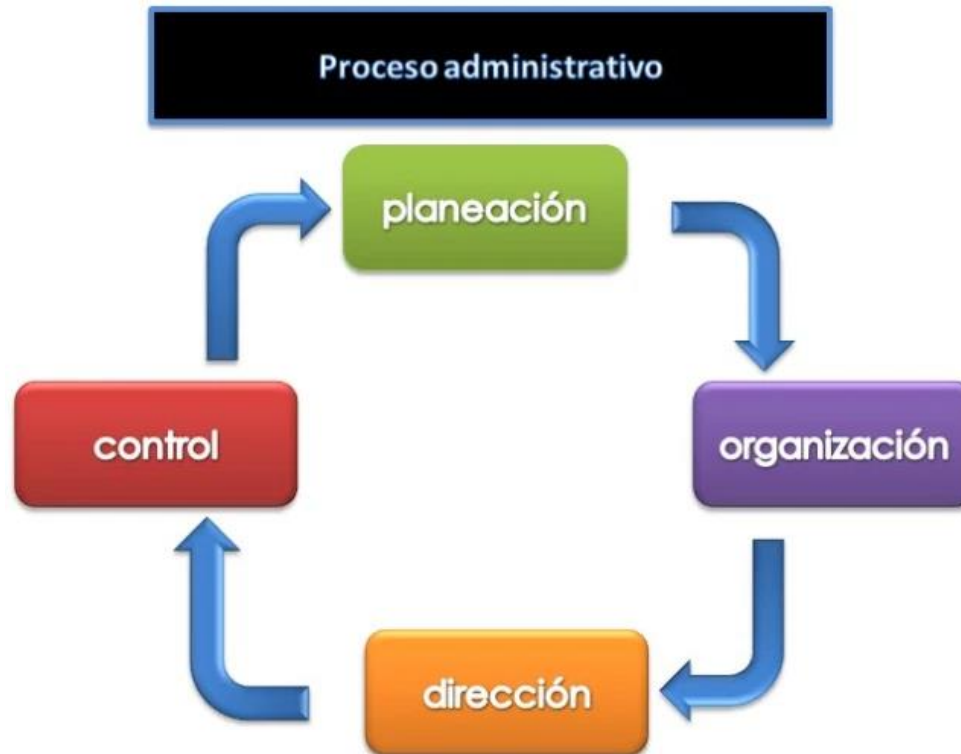 Proceso administrativo
planeación
organización
dirección
control